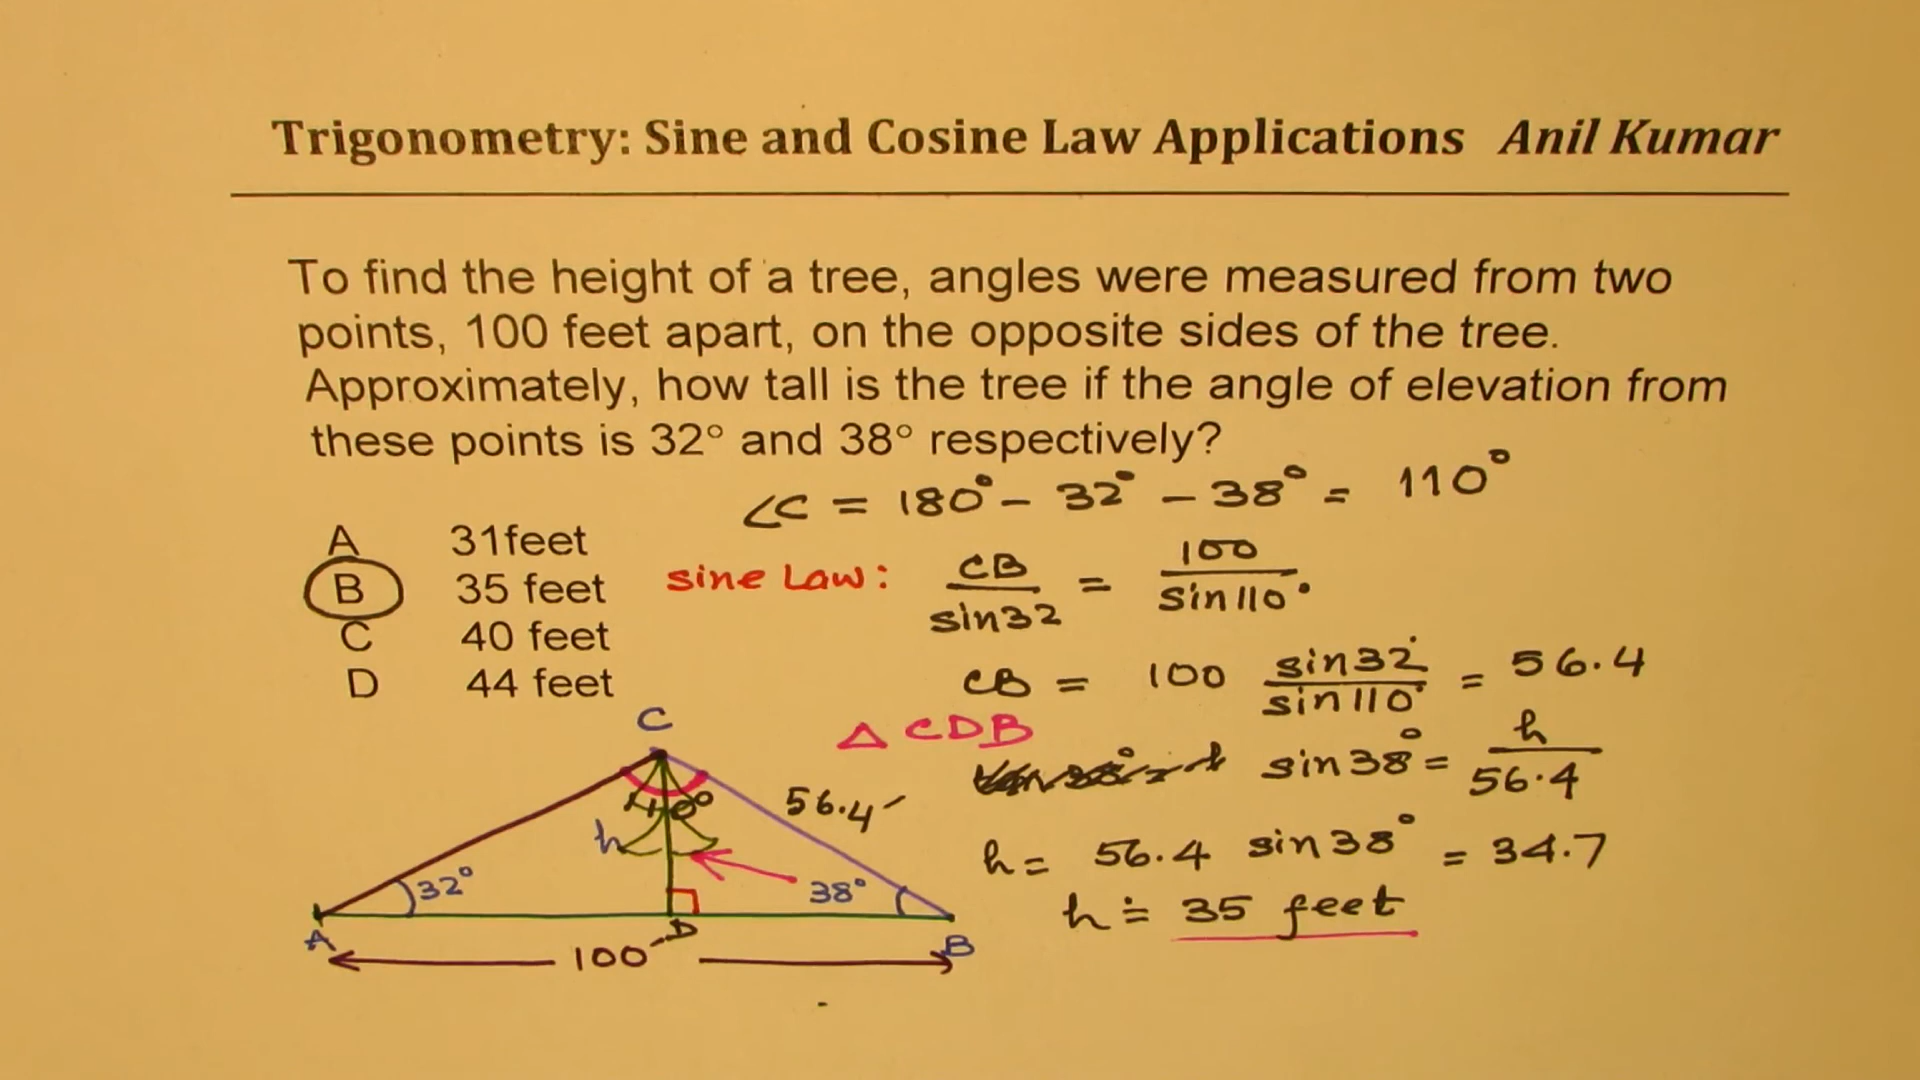 Trigonometry: Sine and Cosine Law Applications Anil Kumar
To find the height of a tree, angles were measured from two
points, 100 feet apart, on the opposite sides of the tree.
Approximately, how tall is the tree if the angle of elevation from
these points is 32° and 38° respectively?
∠C = 180° - 32° - 38° = 110°
A 31feet
B 35 feet
C 40 feet
D 44 feet
sine Law: CB/sin32 = 100/sin110°
CB = 100 sin32°/sin110° = 56.4
△ CDB
sin38° = h/56.4
h = 56.4 sin38° = 34.7
h ≐ 35 feet
C
110°
56.4
h
32°
38°
A
D
B
100